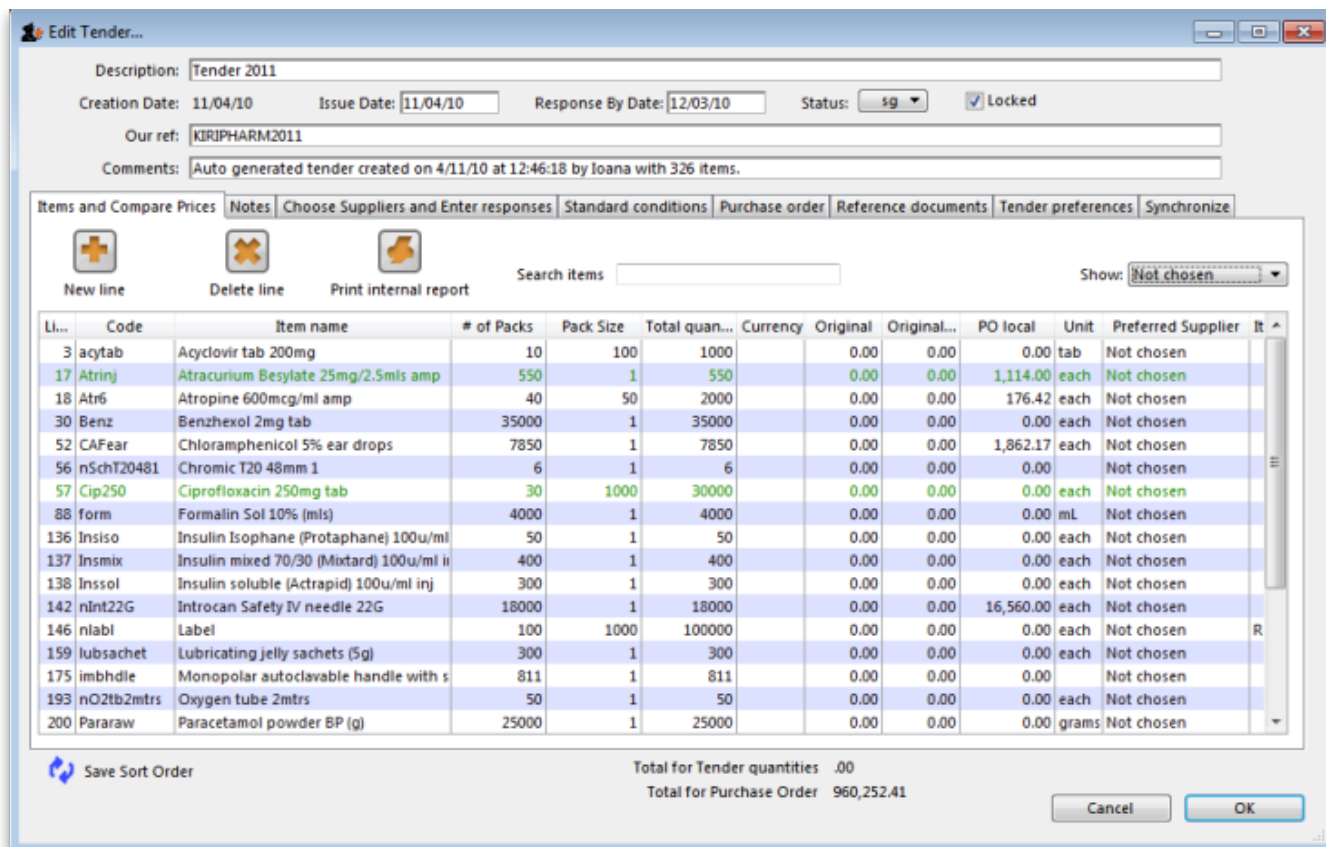 Edit Tender...
Description: Tender 2011
Creation Date: 11/04/10 Issue Date: 11/04/10 Response By Date: 12/03/10 Status: sg Locked
Our ref: KIRIPHARM2011
Comments: Auto generated tender created on 4/11/10 at 12:46:18 by Ioana with 326 items.
Items and Compare Prices Notes Choose Suppliers and Enter responses Standard conditions Purchase order Reference documents Tender preferences Synchronize
Search items Show: Not chosen
New line Delete line Print internal report
Li... Code Item name # of Packs Pack Size Total quan... Currency Original Original... PO local Unit Preferred Supplier It
3 acytab Acyclovir tab 200mg 10 100 1000 0.00 0.00 0.00 tab Not chosen
17 Atrinj Atracurium Besylate 25mg/2.5mls amp 550 1 550 0.00 0.00 1,114.00 each Not chosen
18 Atr6 Atropine 600mcg/ml amp 40 50 2000 0.00 0.00 176.42 each Not chosen
30 Benz Benzhexol 2mg tab 35000 1 35000 0.00 0.00 0.00 each Not chosen
52 CAFear Chloramphenicol 5% ear drops 7850 1 7850 0.00 0.00 1,862.17 each Not chosen
56 nSchT20481 Chromic T20 48mm 1 6 1 6 0.00 0.00 0.00 Not chosen
57 Cip250 Ciprofloxacin 250mg tab 30 1000 30000 0.00 0.00 0.00 each Not chosen
88 form Formalin Sol 10% (mls) 4000 1 4000 0.00 0.00 0.00 mL Not chosen
136 Insiso Insulin Isophane (Protaphane) 100u/ml 50 1 50 0.00 0.00 0.00 each Not chosen
137 Insmix Insulin mixed 70/30 (Mixtard) 100u/ml i 400 1 400 0.00 0.00 0.00 each Not chosen
138 Inssol Insulin soluble (Actrapid) 100u/ml inj 300 1 300 0.00 0.00 0.00 each Not chosen
142 nInt22G Introcan Safety IV needle 22G 18000 1 18000 0.00 0.00 16,560.00 each Not chosen
146 nlabl Label 100 1000 100000 0.00 0.00 0.00 each Not chosen R
159 lubsachet Lubricating jelly sachets (5g) 300 1 300 0.00 0.00 0.00 each Not chosen
175 imbhdle Monopolar autoclavable handle with s 811 1 811 0.00 0.00 0.00 Not chosen
193 nO2tb2mtrs Oxygen tube 2mtrs 50 1 50 0.00 0.00 0.00 each Not chosen
200 Pararaw Paracetamol powder BP (g) 25000 1 25000 0.00 0.00 0.00 grams Not chosen
Save Sort Order Total for Tender quantities .00
Total for Purchase Order 960,252.41
Cancel OK